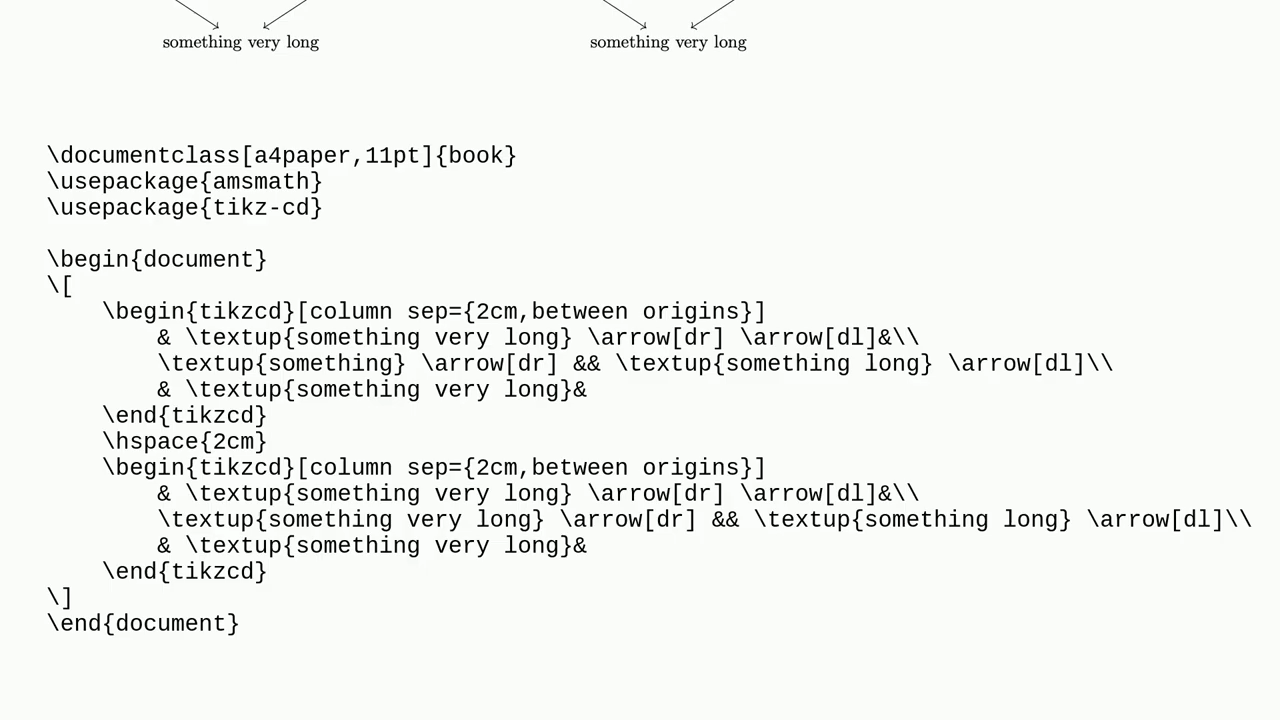 something very long something very long
\documentclass[a4paper,11pt]{book}
\usepackage{amsmath}
\usepackage{tikz-cd}
\begin{document}
\[
\begin{tikzcd}[column sep={2cm,between origins}]
& \textup{something very long} \arrow[dr] \arrow[dl]&\\
\textup{something} \arrow[dr] && \textup{something long} \arrow[dl]\\
& \textup{something very long}&
\end{tikzcd}
\hspace{2cm}
\begin{tikzcd}[column sep={2cm,between origins}]
& \textup{something very long} \arrow[dr] \arrow[dl]&\\
\textup{something very long} \arrow[dr] && \textup{something long} \arrow[dl]\\
& \textup{something very long}&
\end{tikzcd}
\]
\end{document}